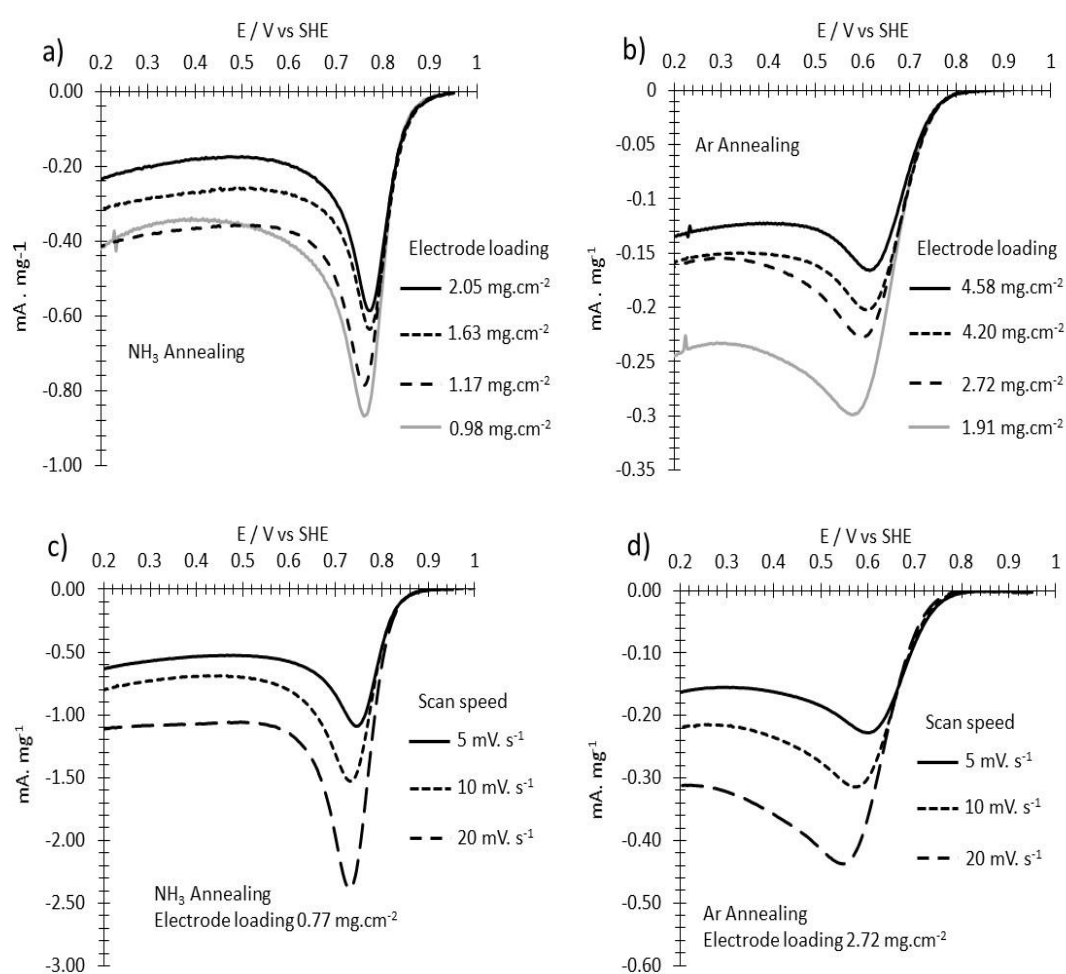 a)
E / V vs SHE
0.2 0.3 0.4 0.5 0.6 0.7 0.8 0.9 1
0.00
-0.20
-0.40
-0.60
-0.80
-1.00
mA . mg-1
Electrode loading
2.05 mg.cm-2
1.63 mg.cm-2
1.17 mg.cm-2
0.98 mg.cm-2
NH3 Annealing
b)
E / V vs SHE
0.2 0.3 0.4 0.5 0.6 0.7 0.8 0.9 1
0
-0.05
-0.1
-0.15
-0.2
-0.25
-0.3
-0.35
mA . mg-1
Ar Annealing
Electrode loading
4.58 mg.cm-2
4.20 mg.cm-2
2.72 mg.cm-2
1.91 mg.cm-2
c)
E / V vs SHE
0.2 0.3 0.4 0.5 0.6 0.7 0.8 0.9 1
0.00
-0.50
-1.00
-1.50
-2.00
-2.50
-3.00
mA. mg-1
Scan speed
5 mV. s-1
10 mV. s-1
20 mV. s-1
NH3 Annealing
Electrode loading 0.77 mg.cm-2
d)
E / V vs SHE
0.2 0.3 0.4 0.5 0.6 0.7 0.8 0.9 1
0.00
-0.10
-0.20
-0.30
-0.40
-0.50
-0.60
mA. mg-1
Scan speed
5 mV. s-1
10 mV. s-1
20 mV. s-1
Ar Annealing
Electrode loading 2.72 mg.cm-2